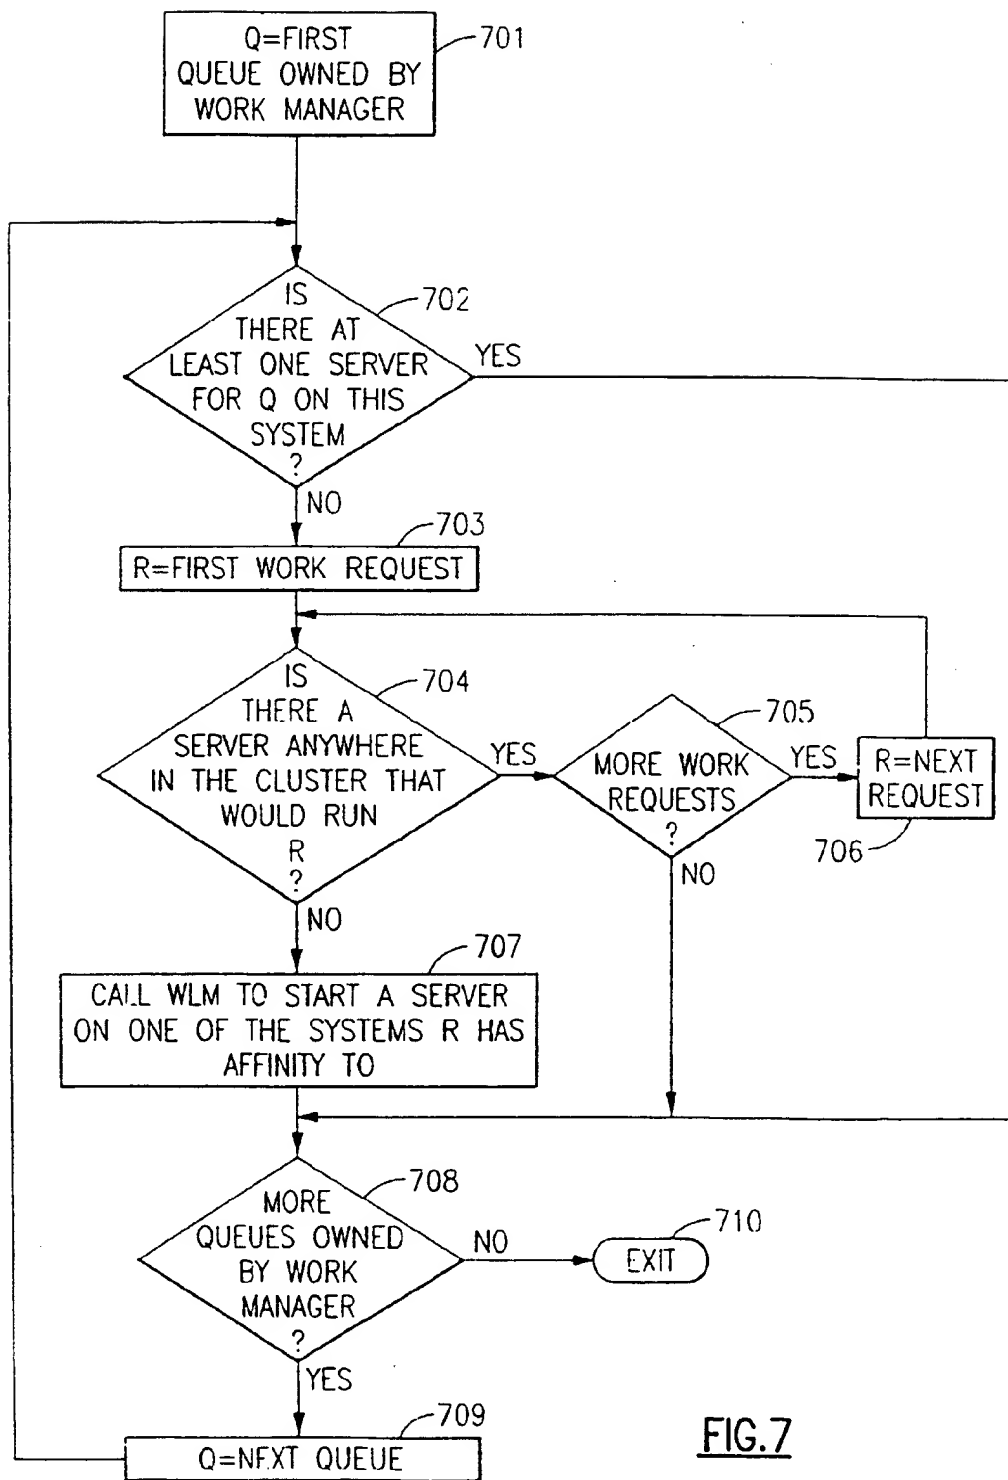 Q=FIRST
QUEUE OWNED BY
WORK MANAGER
701
IS
THERE AT
LEAST ONE SERVER
FOR Q ON THIS
SYSTEM
?
702
YES
NO
703
R=FIRST WORK REQUEST
IS
THERE A
SERVER ANYWHERE
IN THE CLUSTER THAT
WOULD RUN
R
?
704
YES
NO
705
MORE WORK
REQUESTS
?
YES
NO
R=NEXT
REQUEST
706
707
CALL WLM TO START A SERVER
ON ONE OF THE SYSTEMS R HAS
AFFINITY TO
708
MORE
QUEUES OWNED
BY WORK
MANAGER
?
NO
710
EXIT
YES
709
Q=NEXT QUEUE
FIG.7